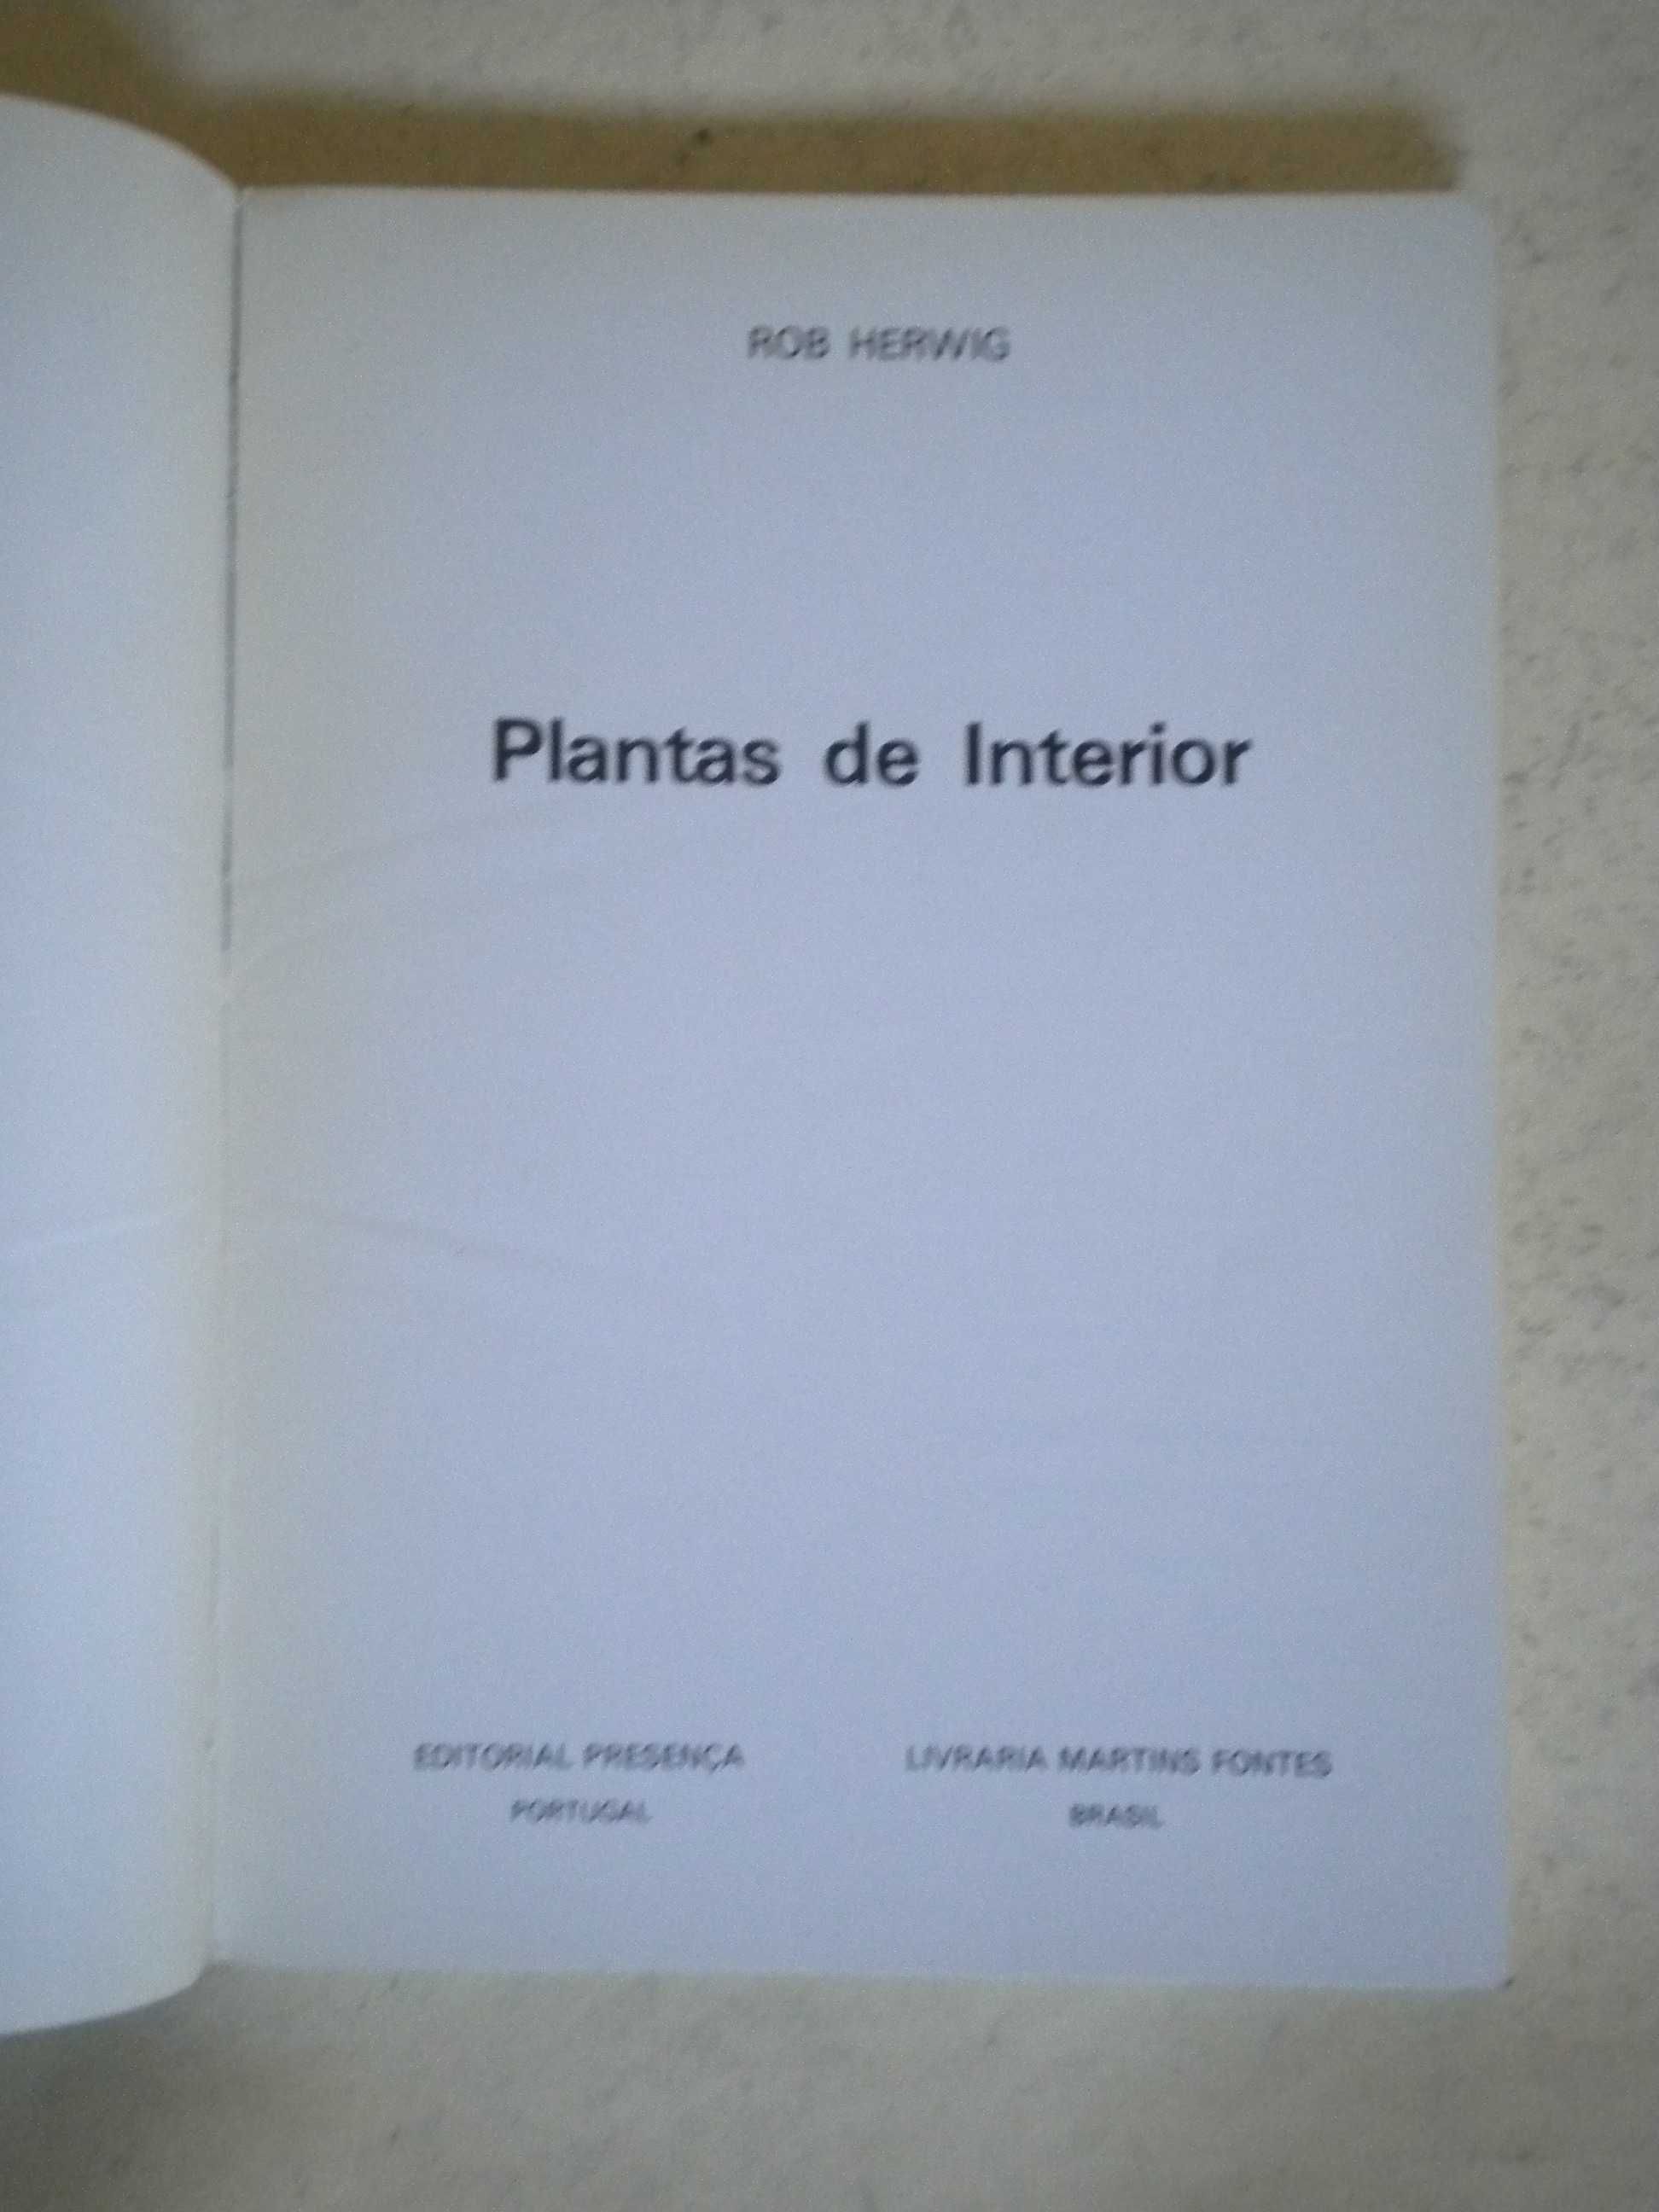 ROB HERWIG
Plantas de Interior
EDITORIAL PRESENÇA
PORTUGAL
LIVRARIA MARTINS FONTES
BRASIL